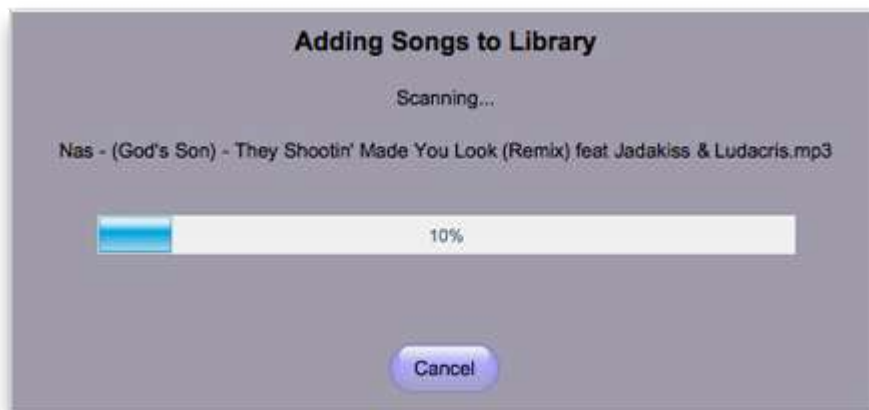 Adding Songs to Library
Scanning...
Nas - (God's Son) - They Shootin' Made You Look (Remix) feat Jadakiss & Ludacris.mp3
10%
Cancel